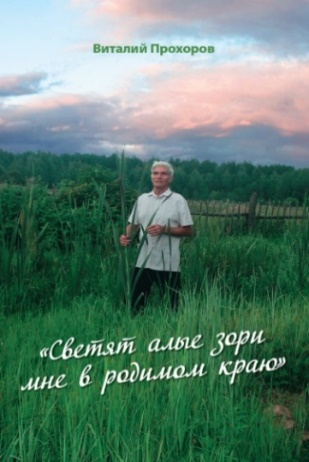 Виталий Прохоров
«Светят алые зори
мне в родимом краю»